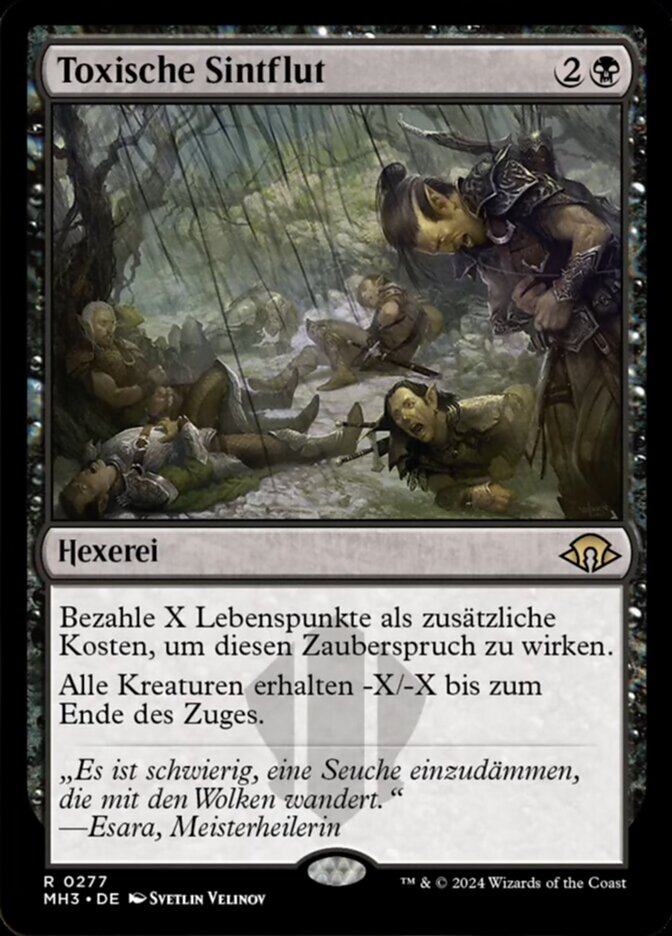 Toxische Sintflut 2
Hexerei
Bezahle X Lebenspunkte als zusätzliche
Kosten, um diesen Zauberspruch zu wirken.
Alle Kreaturen erhalten -X/-X bis zum
Ende des Zuges.
„Es ist schwierig, eine Seuche einzudämmen,
die mit den Wolken wandert.“
—Esara, Meisterheilerin
R 0277
MH3 • DE Svetlin Velinov
™ & © 2024 Wizards of the Coast